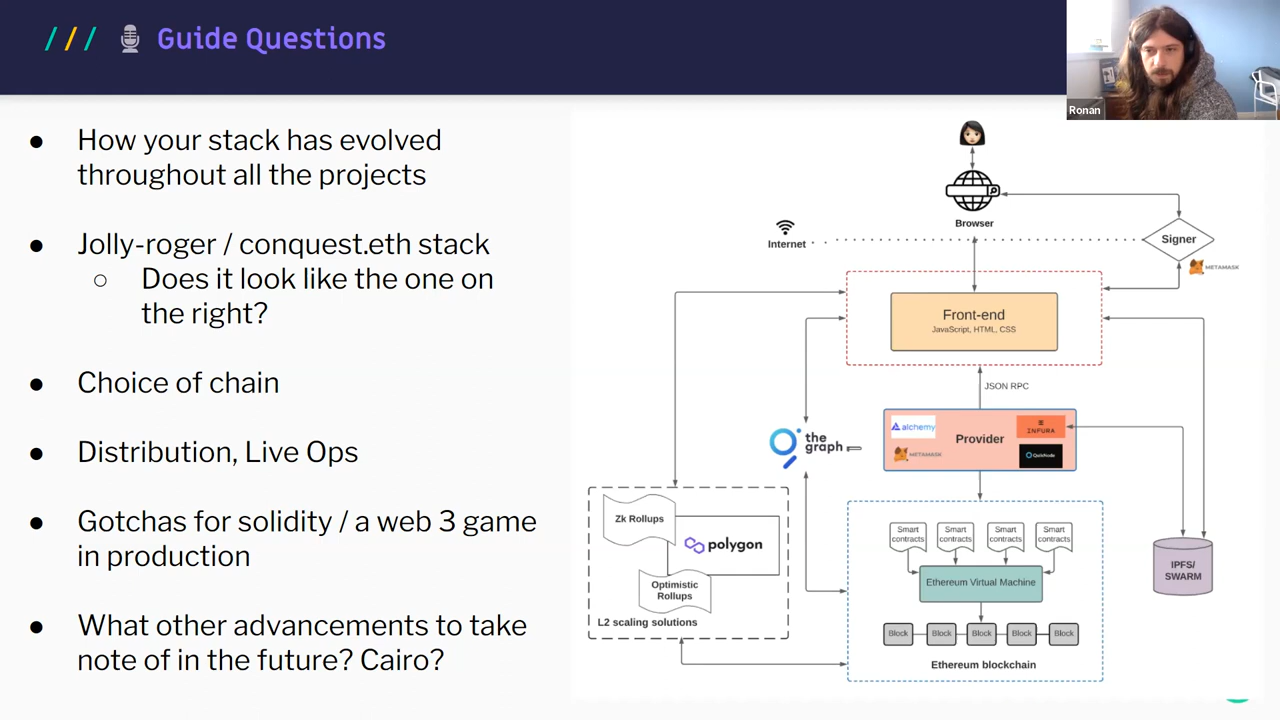 /// Guide Questions
Ronan
● How your stack has evolved
throughout all the projects
● Jolly-roger / conquest.eth stack
○ Does it look like the one on
the right?
● Choice of chain
● Distribution, Live Ops
● Gotchas for solidity / a web 3 game
in production
● What other advancements to take
note of in the future? Cairo?
Browser
Internet
Signer
METAMASK
Front-end
JavaScript, HTML, CSS
JSON RPC
the
graph
alchemy
METAMASK
Provider
INFURA
QuickNode
Zk Rollups
polygon
Optimistic
Rollups
L2 scaling solutions
Smart
contracts
Smart
contracts
Smart
contracts
Smart
contracts
Ethereum Virtual Machine
Block
Block
Block
Block
Block
Ethereum blockchain
IPFS/
SWARM